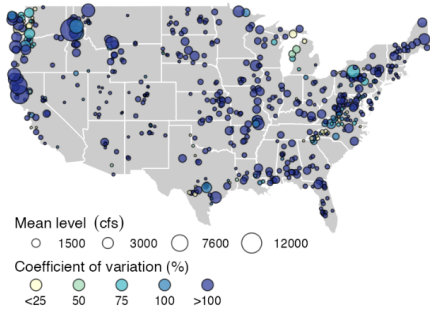 Mean level (cfs)
1500 3000 7600 12000
Coefficient of variation (%)
<25 50 75 100 >100